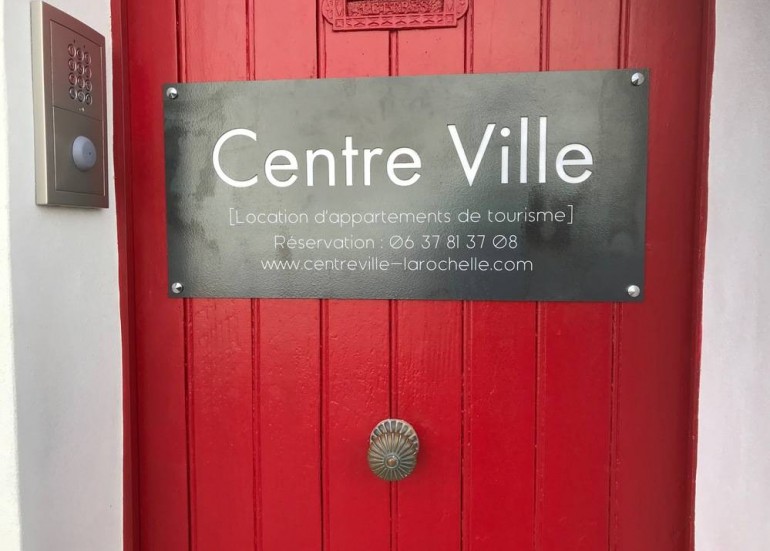 Centre Ville
[Location d'appartements de tourisme]
Réservation : 06 37 81 37 08
www.centreville-larochelle.com